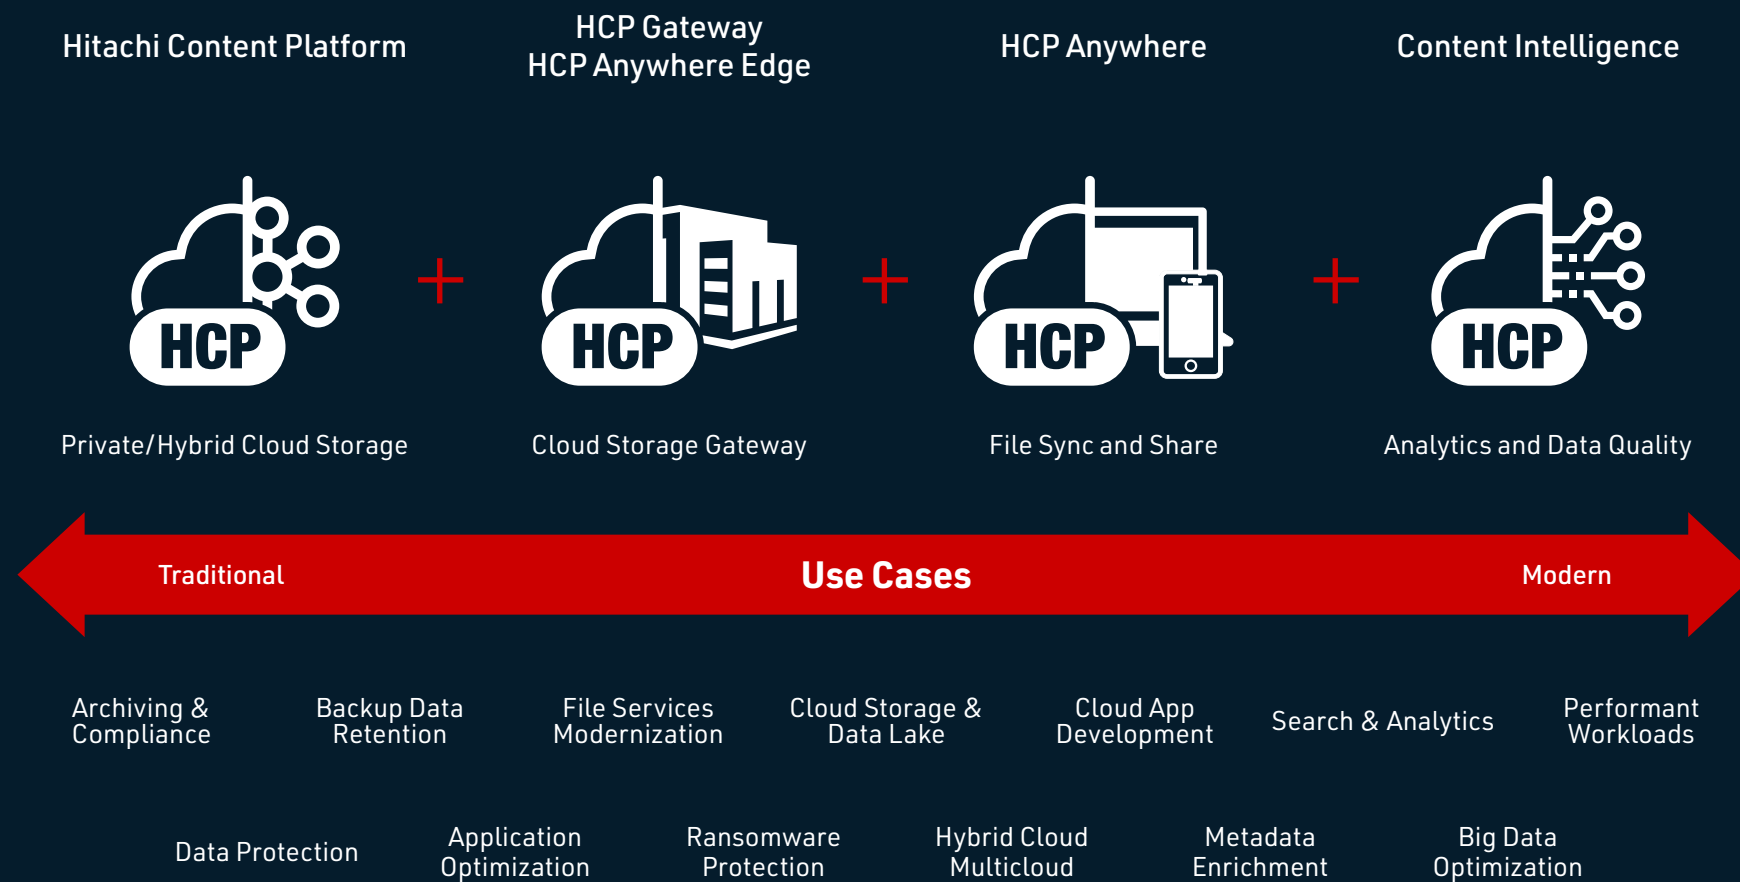 Hitachi Content Platform
HCP Gateway
HCP Anywhere Edge
HCP Anywhere
Content Intelligence
HCP
HCP
HCP
HCP
Private/Hybrid Cloud Storage
Cloud Storage Gateway
File Sync and Share
Analytics and Data Quality
Traditional
Use Cases
Modern
Archiving &
Compliance
Backup Data
Retention
File Services
Modernization
Cloud Storage &
Data Lake
Cloud App
Development
Search & Analytics
Performant
Workloads
Data Protection
Application
Optimization
Ransomware
Protection
Hybrid Cloud
Multicloud
Metadata
Enrichment
Big Data
Optimization